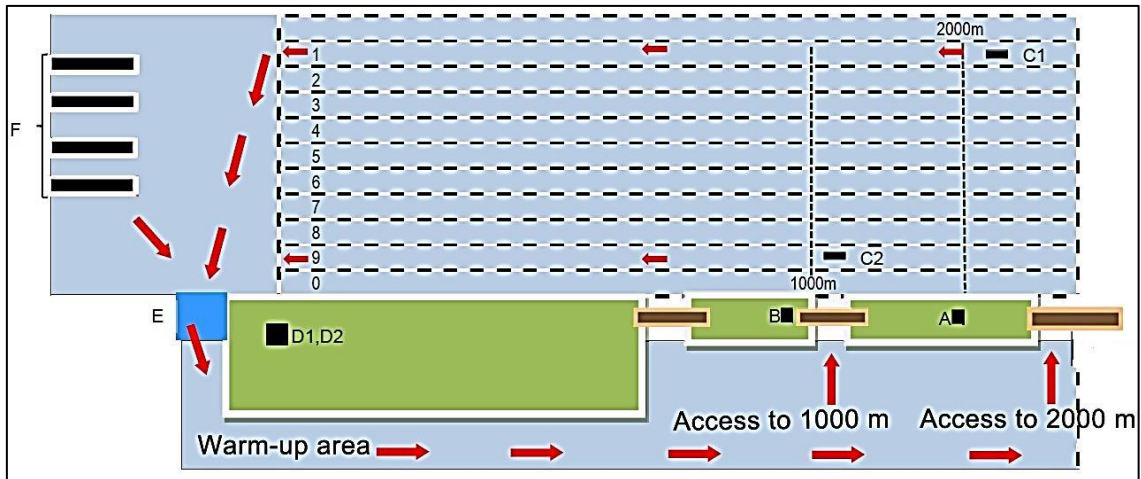 2000m
1
C1
2
3
F
4
5
6
7
8
9
C2
0
1000m
E
D1,D2
B
A
Access to 1000 m
Access to 2000 m
Warm-up area